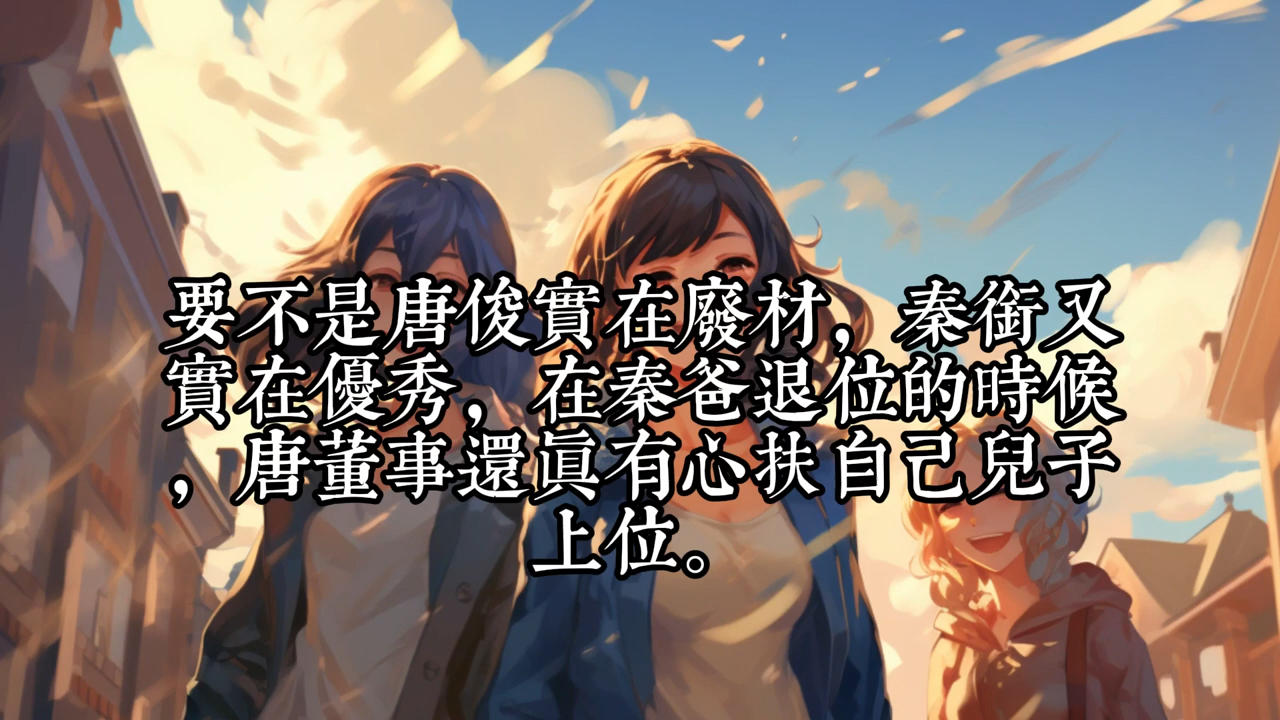 要不是唐俊實在廢材，秦銜又
實在優秀，在秦爸退位的時候
，唐董事還眞有心扶自己兒子
上位。